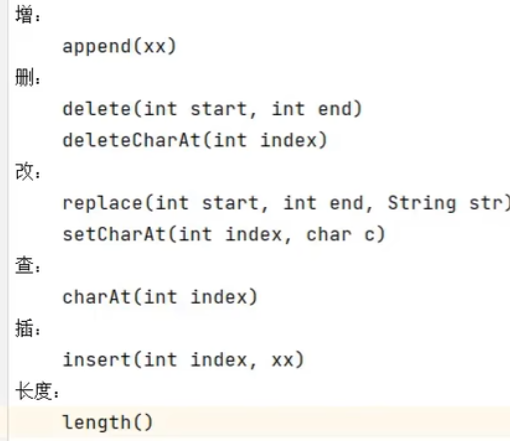 增：
append(xx)
删：
delete(int start, int end)
deleteCharAt(int index)
改：
replace(int start, int end, String str)
setCharAt(int index, char c)
查：
charAt(int index)
插：
insert(int index, xx)
长度：
length()